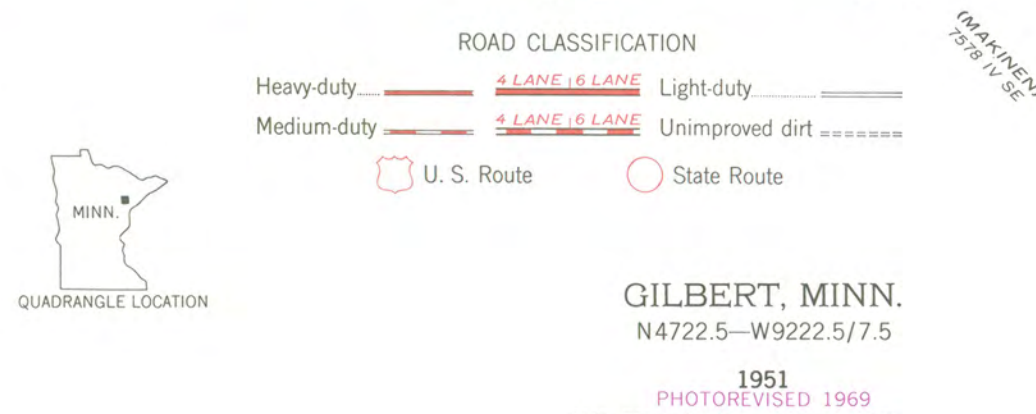 (MAKINEN)
7578 IV SE
ROAD CLASSIFICATION
Heavy-duty 4 LANE 6 LANE Light-duty
Medium-duty 4 LANE 6 LANE Unimproved dirt
U. S. Route State Route
MINN.
QUADRANGLE LOCATION
GILBERT, MINN.
N4722.5—W9222.5/7.5
1951
PHOTOREVISED 1969